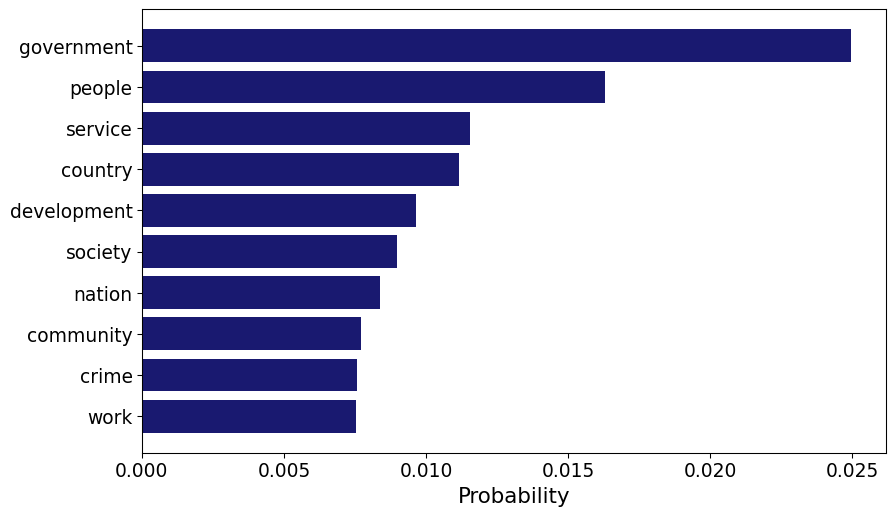 government
people
service
country
development
society
nation
community
crime
work
0.000 0.005 0.010 0.015 0.020 0.025
Probability